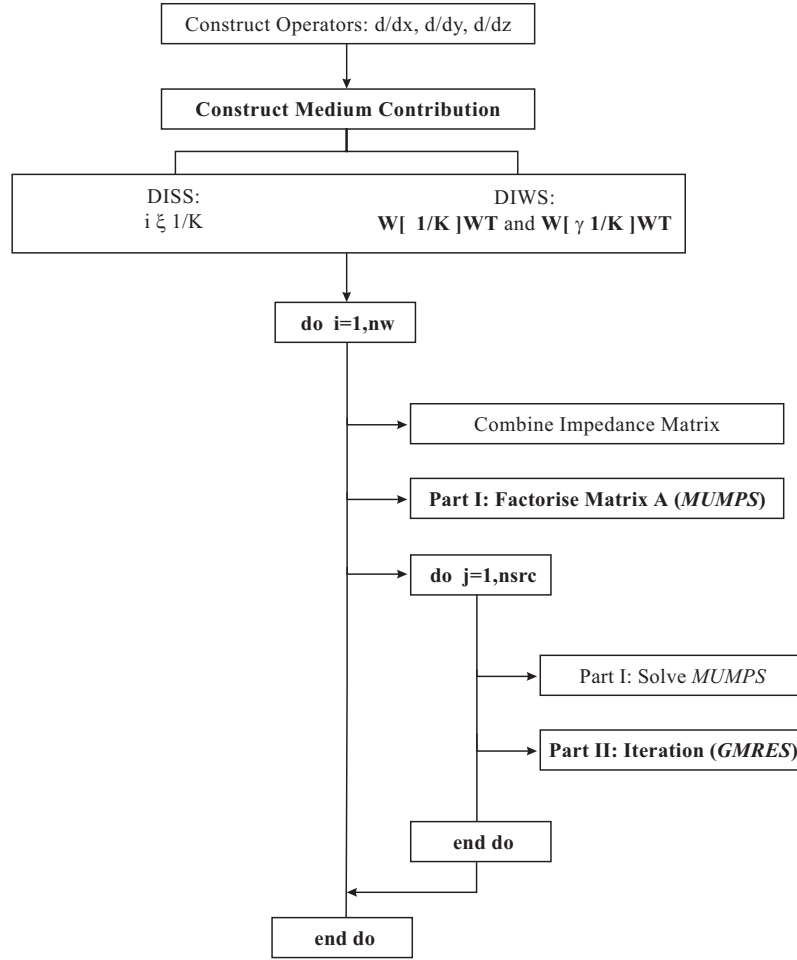 Construct Operators: d/dx, d/dy, d/dz
Construct Medium Contribution
DISS:
i ξ 1/K
DIWS:
W[ 1/K ]WT and W[ γ 1/K ]WT
do i=1,nw
Combine Impedance Matrix
Part I: Factorise Matrix A (MUMPS)
do j=1,nsrc
Part I: Solve MUMPS
Part II: Iteration (GMRES)
end do
end do